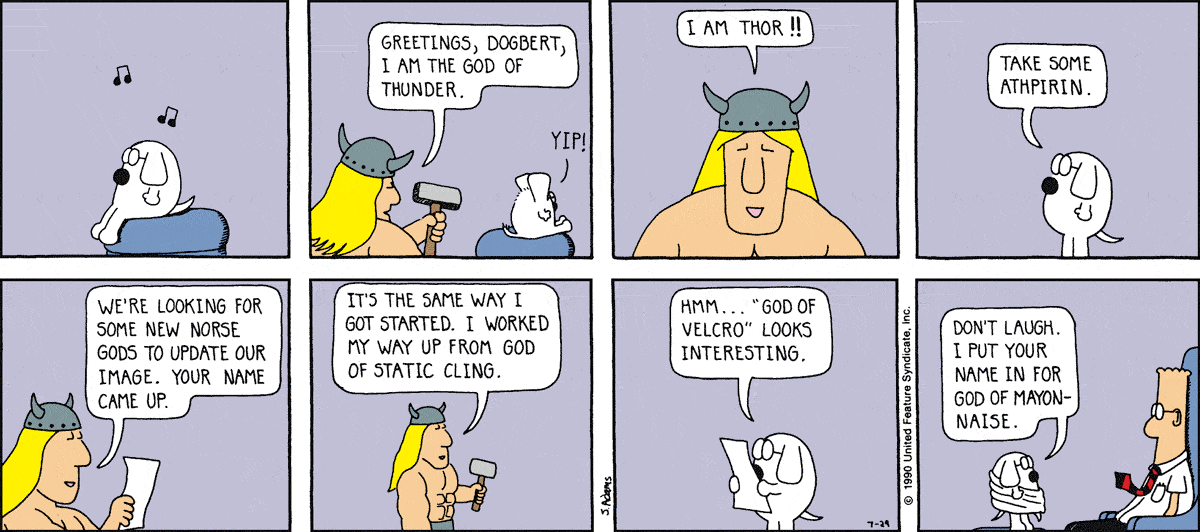 GREETINGS, DOGBERT,
I AM THE GOD OF
THUNDER.
YIP!
I AM THOR!!
TAKE SOME
ATHPIRIN.
WE'RE LOOKING FOR
SOME NEW NORSE
GODS TO UPDATE OUR
IMAGE. YOUR NAME
CAME UP.
IT'S THE SAME WAY I
GOT STARTED. I WORKED
MY WAY UP FROM GOD
OF STATIC CLING.
S. ADAMS
HMM... "GOD OF
VELCRO" LOOKS
INTERESTING.
7-29
© 1990 United Feature Syndicate, Inc.
DON'T LAUGH.
I PUT YOUR
NAME IN FOR
GOD OF MAYON-
NAISE.